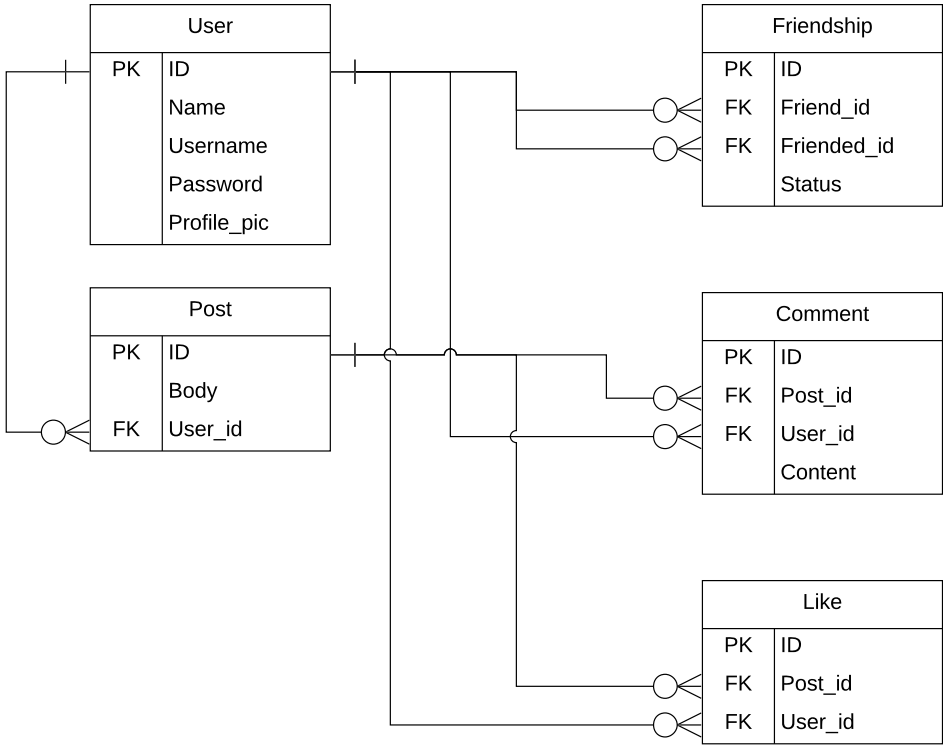 User
PK ID
Name
Username
Password
Profile_pic
Post
PK ID
Body
FK User_id
Friendship
PK ID
FK Friend_id
FK Friended_id
Status
Comment
PK ID
FK Post_id
FK User_id
Content
Like
PK ID
FK Post_id
FK User_id